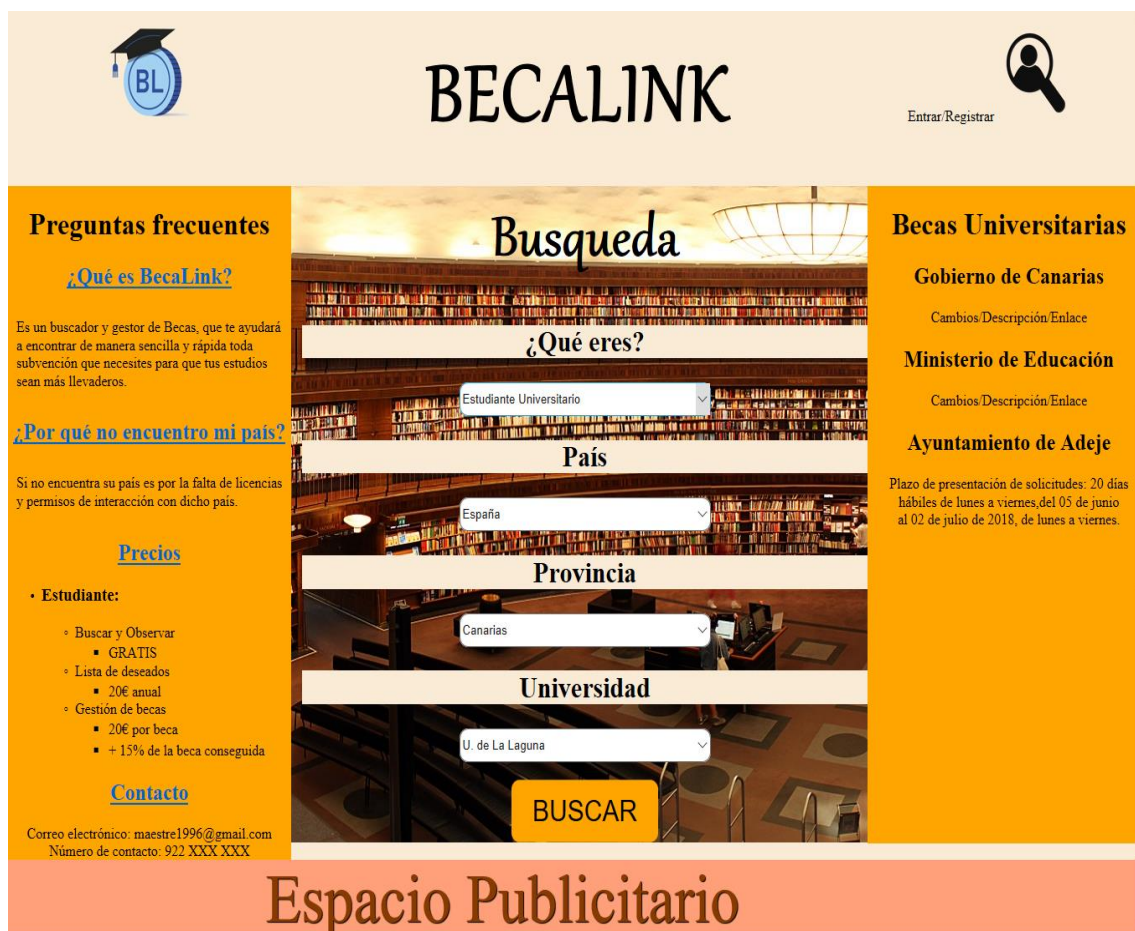 BL
BECALINK
Entrar/Registrar
Preguntas frecuentes
¿Qué es BecaLink?
Es un buscador y gestor de Becas, que te ayudará
a encontrar de manera sencilla y rápida toda
subvención que necesites para que tus estudios
sean más llevaderos.
¿Por qué no encuentro mi país?
Si no encuentra su país es por la falta de licencias
y permisos de interacción con dicho país.
Precios
• Estudiante:
◦ Buscar y Observar
▪ GRATIS
◦ Lista de deseados
▪ 20€ anual
◦ Gestión de becas
▪ 20€ por beca
▪ + 15% de la beca conseguida
Contacto
Correo electrónico: maestre1996@gmail.com
Número de contacto: 922 XXX XXX
Busqueda
¿Qué eres?
Estudiante Universitario
País
España
Provincia
Canarias
Universidad
U. de La Laguna
BUSCAR
Becas Universitarias
Gobierno de Canarias
Cambios/Descripción/Enlace
Ministerio de Educación
Cambios/Descripción/Enlace
Ayuntamiento de Adeje
Plazo de presentación de solicitudes: 20 días
hábiles de lunes a viernes,del 05 de junio
al 02 de julio de 2018, de lunes a viernes.
Espacio Publicitario